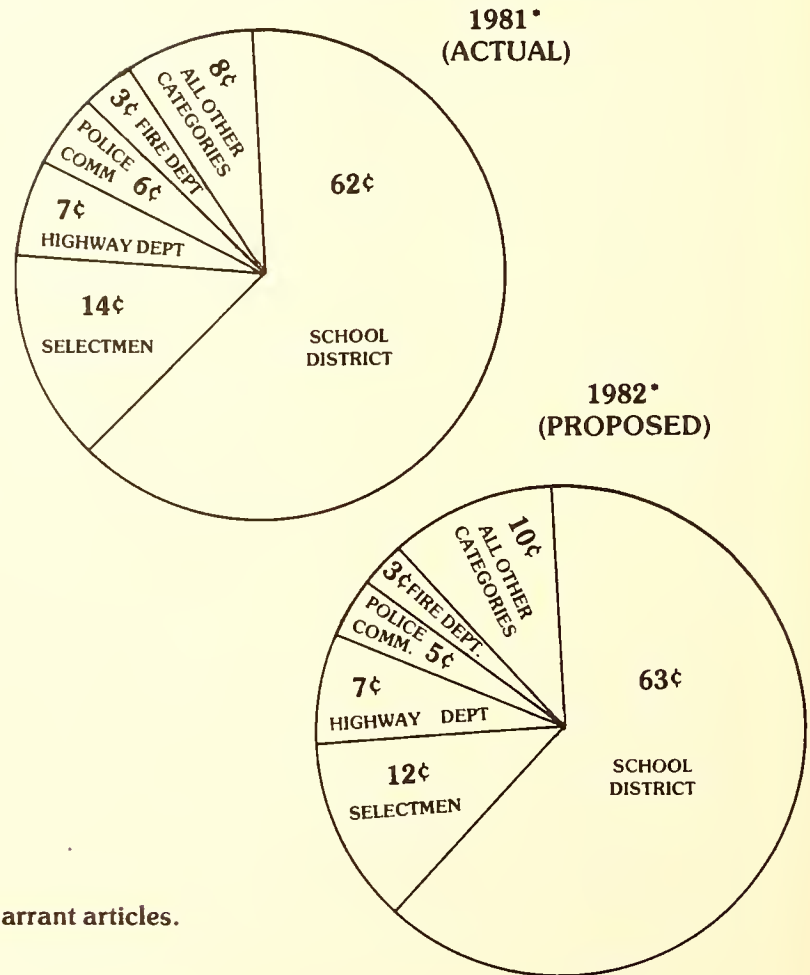 1981*
(ACTUAL)
8¢
ALL OTHER
CATEGORIES
3¢ FIRE DEPT
POLICE
COMM 6¢
7¢
HIGHWAY DEPT
14¢
SELECTMEN
62¢
SCHOOL
DISTRICT
1982*
(PROPOSED)
10¢
ALL OTHER
CATEGORIES
3¢ FIRE DEPT.
POLICE
COMM. 5¢
7¢
HIGHWAY DEPT
12¢
SELECTMEN
63¢
SCHOOL
DISTRICT
arrant articles.